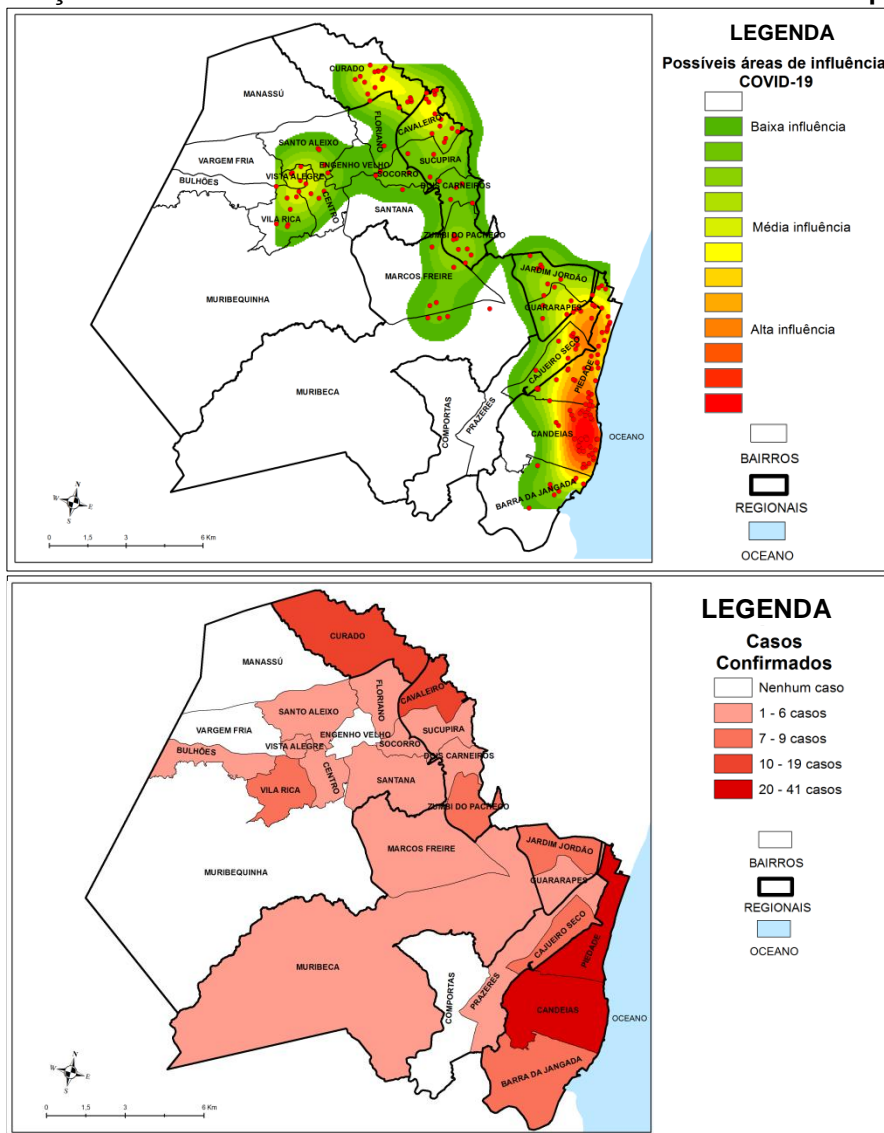 LEGENDA
Possíveis áreas de influência
COVID-19
Baixa influência
Média influência
Alta influência
BAIRROS
REGIONAIS
OCEANO
CURADO
MANASSÚ
CAVALEIRO
FLORIANO
SANTO ALEIXO
VARGEM FRIA
ENGENHO VELHO
SUCUPIRA
VISTA ALEGRE
SOCORRO
BULHÕES
DOIS CARNEIROS
CENTRO
SANTANA
VILA RICA
ZUMBI DO PACHECO
MARCOS FREIRE
JARDIM JORDÃO
MURIBEQUINHA
GUARARAPES
CAJUEIRO SECO
PIEDADE
MURIBECA
COMPORTAS
PRAZERES
CANDEIAS
OCEANO
BARRA DA JANGADA
N
W
E
S
0 1,5 3 6 Km
LEGENDA
Casos
Confirmados
Nenhum caso
1 - 6 casos
7 - 9 casos
10 - 19 casos
20 - 41 casos
BAIRROS
REGIONAIS
OCEANO
CURADO
MANASSÚ
CAVALEIRO
FLORIANO
SANTO ALEIXO
VARGEM FRIA
ENGENHO VELHO
SUCUPIRA
VISTA ALEGRE
SOCORRO
BULHÕES
DOIS CARNEIROS
CENTRO
SANTANA
VILA RICA
ZUMBI DO PACHECO
MARCOS FREIRE
JARDIM JORDÃO
MURIBEQUINHA
GUARARAPES
CAJUEIRO SECO
PIEDADE
MURIBECA
COMPORTAS
PRAZERES
CANDEIAS
OCEANO
BARRA DA JANGADA
N
W
E
S
0 1,5 3 6 Km